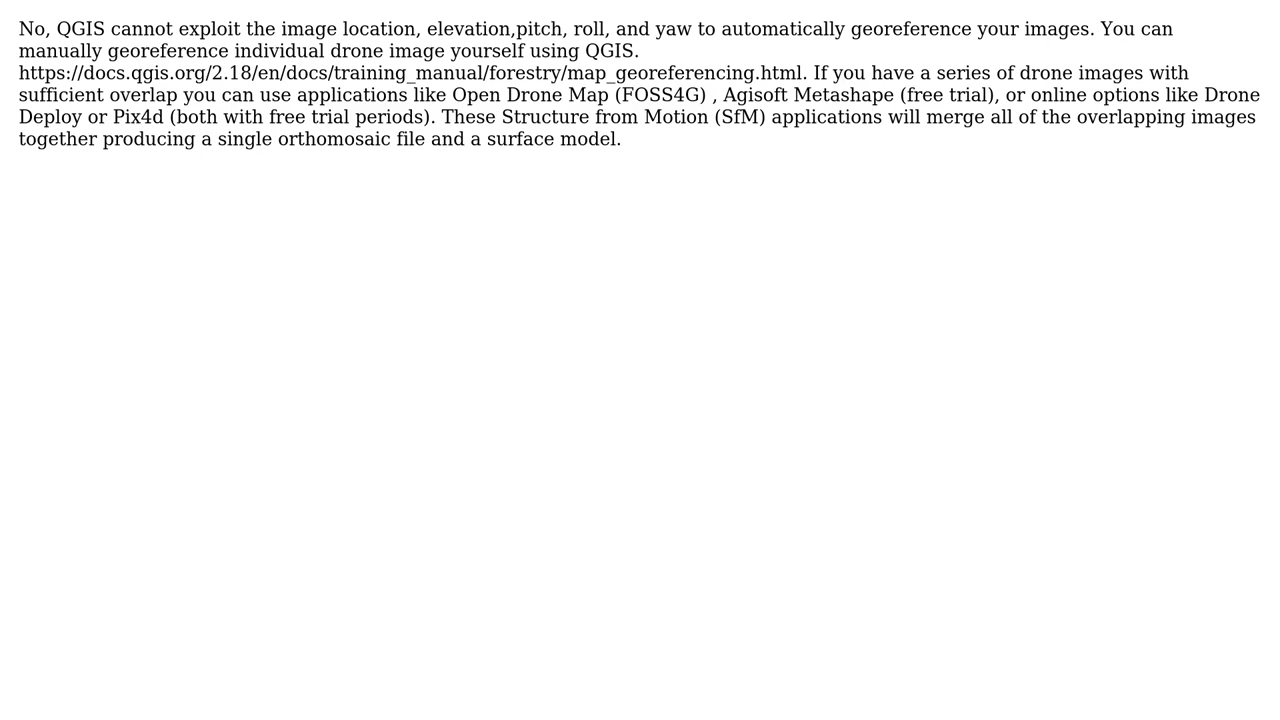 No, QGIS cannot exploit the image location, elevation,pitch, roll, and yaw to automatically georeference your images. You can
manually georeference individual drone image yourself using QGIS.
https://docs.qgis.org/2.18/en/docs/training_manual/forestry/map_georeferencing.html. If you have a series of drone images with
sufficient overlap you can use applications like Open Drone Map (FOSS4G) , Agisoft Metashape (free trial), or online options like Drone
Deploy or Pix4d (both with free trial periods). These Structure from Motion (SfM) applications will merge all of the overlapping images
together producing a single orthomosaic file and a surface model.